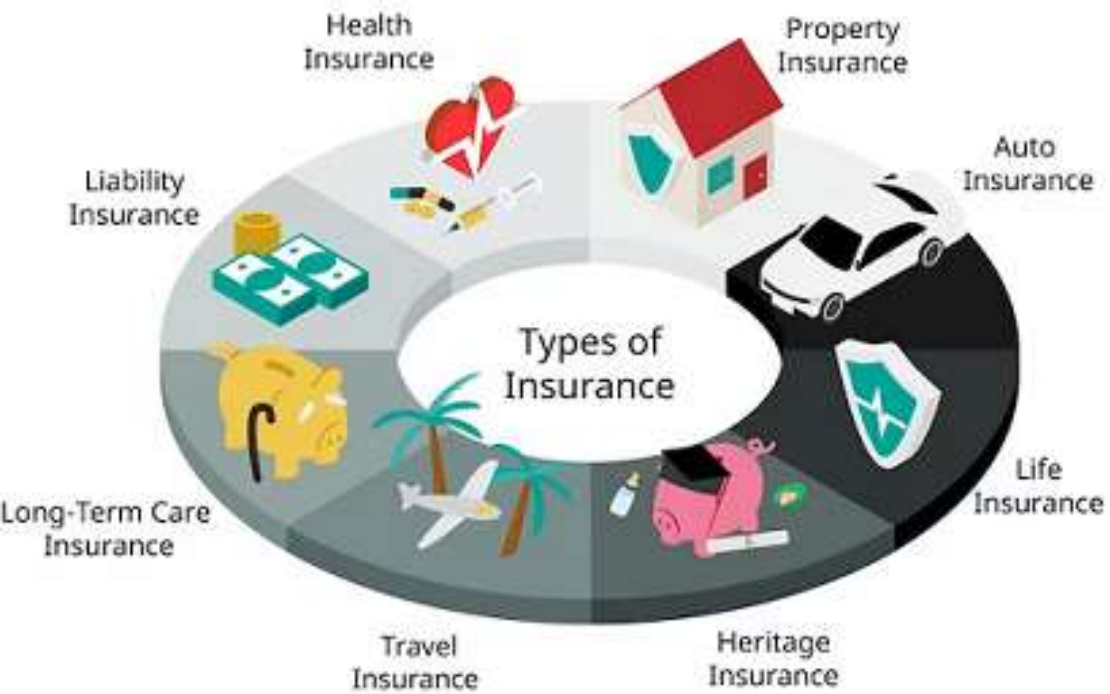 Health
Insurance
Property
Insurance
Auto
Insurance
Liability
Insurance
Types of
Insurance
Life
Insurance
Long-Term Care
Insurance
Travel
Insurance
Heritage
Insurance